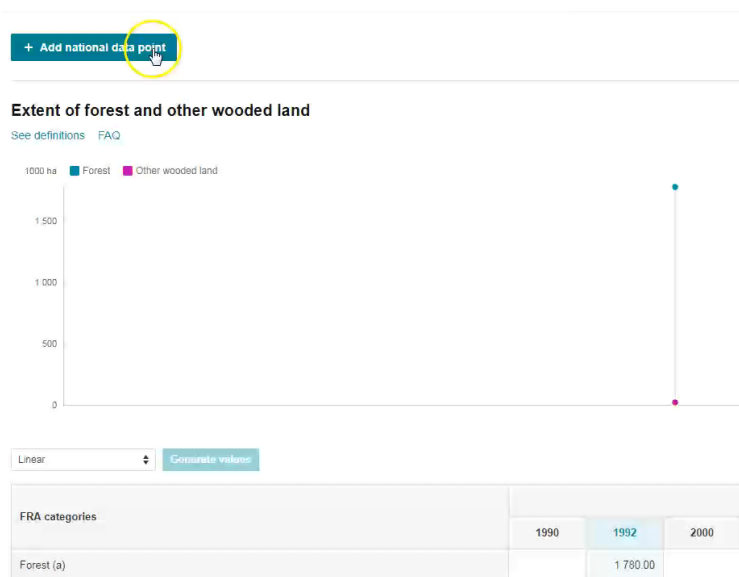 + Add national data point
Extent of forest and other wooded land
See definitions FAQ
1000 ha Forest Other wooded land
1 500
1 000
500
0
Linear Generate values
FRA categories
1990 1992 2000
Forest (a) 1 780.00